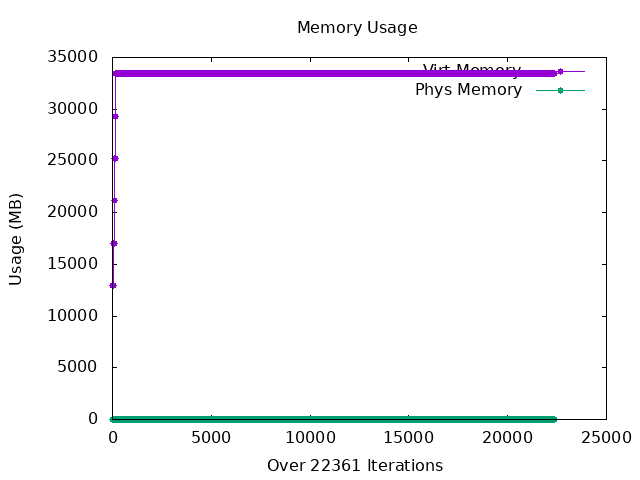 Memory Usage
35000
30000
25000
20000
15000
10000
5000
0
Usage (MB)
Virt Memory
Phys Memory
0 5000 10000 15000 20000 25000
Over 22361 Iterations